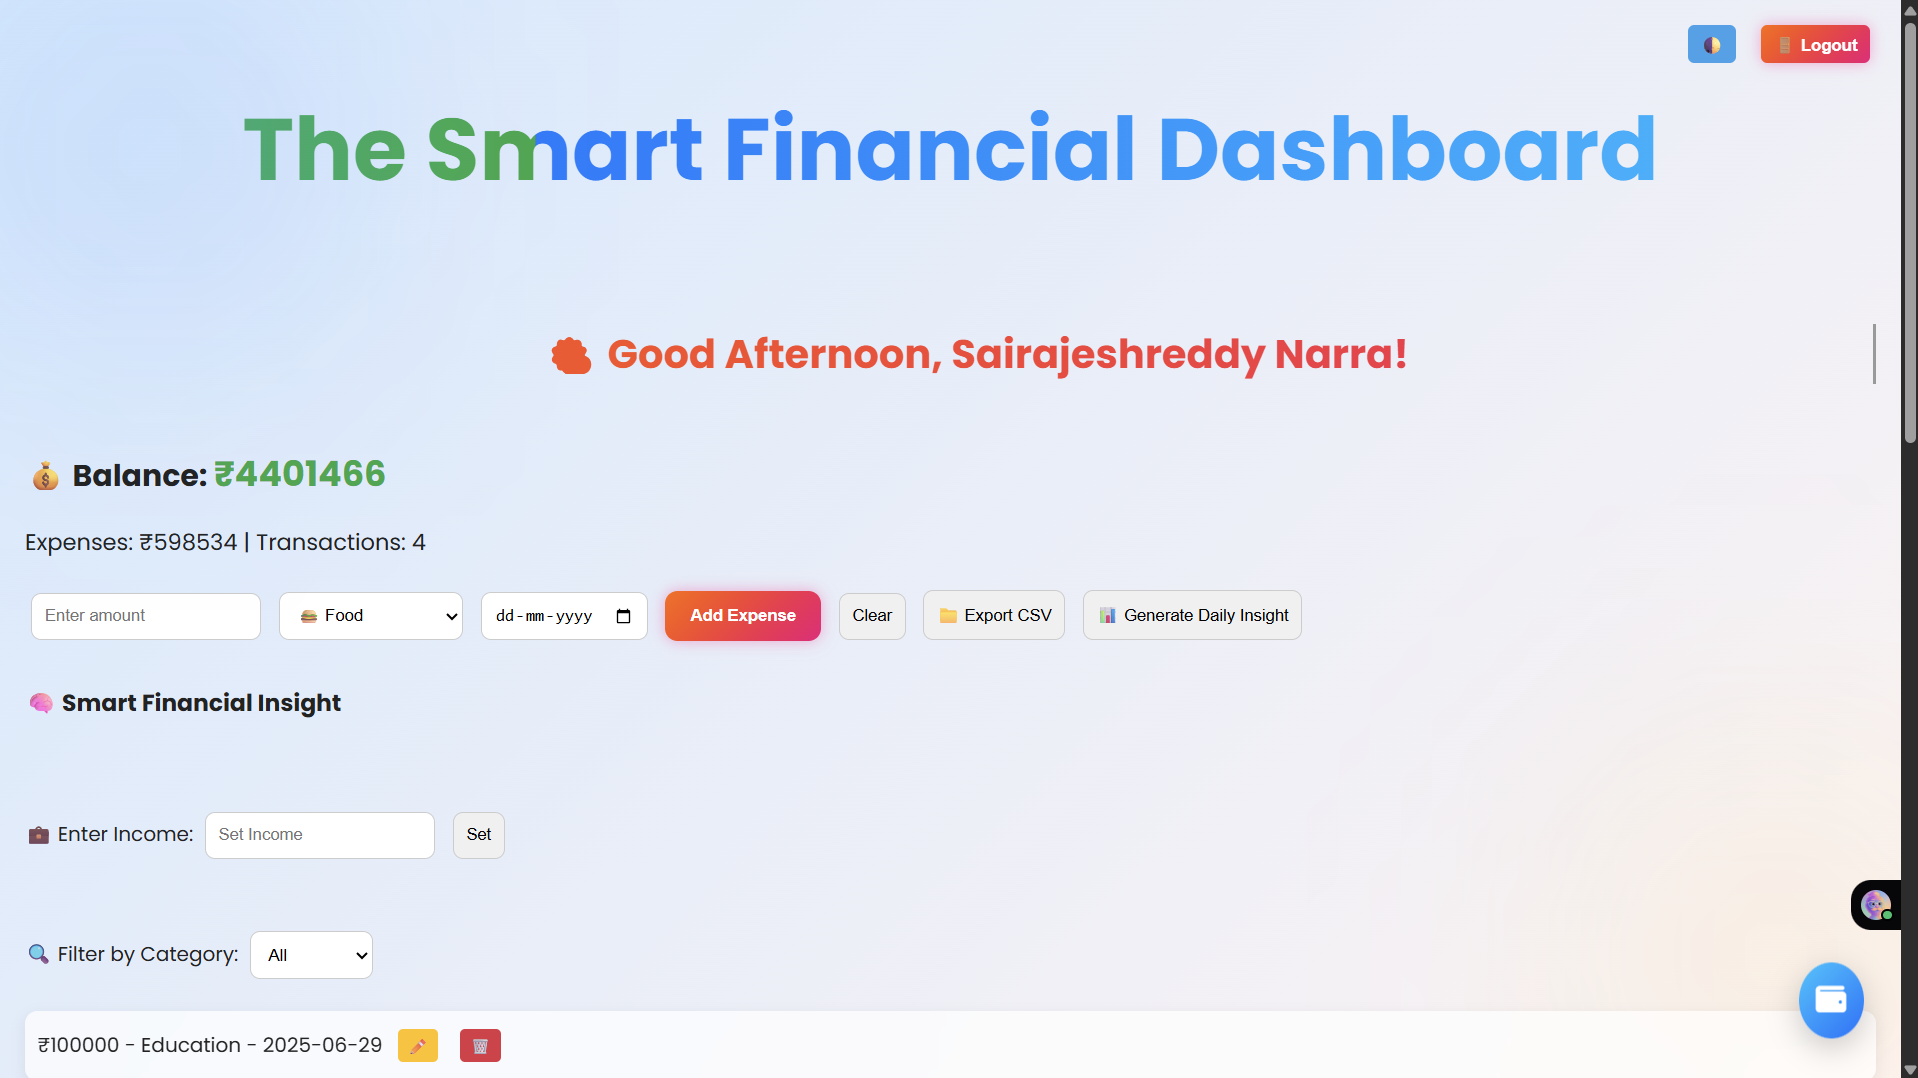 Logout
The Smart Financial Dashboard
Good Afternoon, Sairajeshreddy Narra!
Balance: ₹4401466
Expenses: ₹598534 | Transactions: 4
Enter amount Food dd-mm-yyyy Add Expense Clear Export CSV Generate Daily Insight
Smart Financial Insight
Enter Income: Set Income Set
Filter by Category: All
₹100000 - Education - 2025-06-29